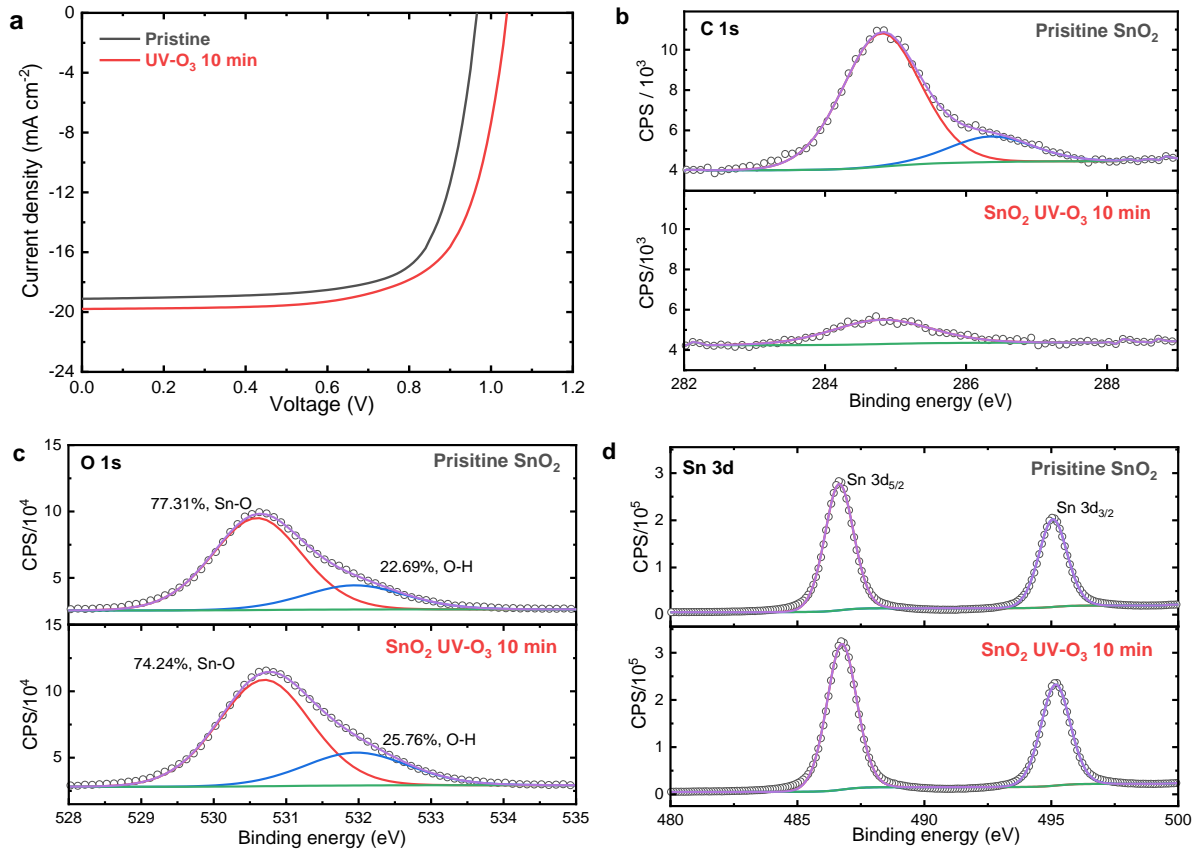 a
Pristine
UV-O₃ 10 min
Current density (mA cm⁻²)
0
-4
-8
-12
-16
-20
-24
0.0 0.2 0.4 0.6 0.8 1.0 1.2
Voltage (V)
b
C 1s
Prisitine SnO₂
CPS / 10³
10
8
6
4
SnO₂ UV-O₃ 10 min
CPS/10³
10
8
6
4
282 284 286 288
Binding energy (eV)
c
O 1s
Prisitine SnO₂
77.31%, Sn-O
22.69%, O-H
CPS/10⁴
15
10
5
SnO₂ UV-O₃ 10 min
74.24%, Sn-O
25.76%, O-H
CPS/10⁴
15
10
5
528 529 530 531 532 533 534 535
Binding energy (eV)
d
Sn 3d
Prisitine SnO₂
Sn 3d₅/₂
Sn 3d₃/₂
CPS/10⁵
3
2
1
0
SnO₂ UV-O₃ 10 min
CPS/10⁵
3
2
1
0
480 485 490 495 500
Binding energy (eV)